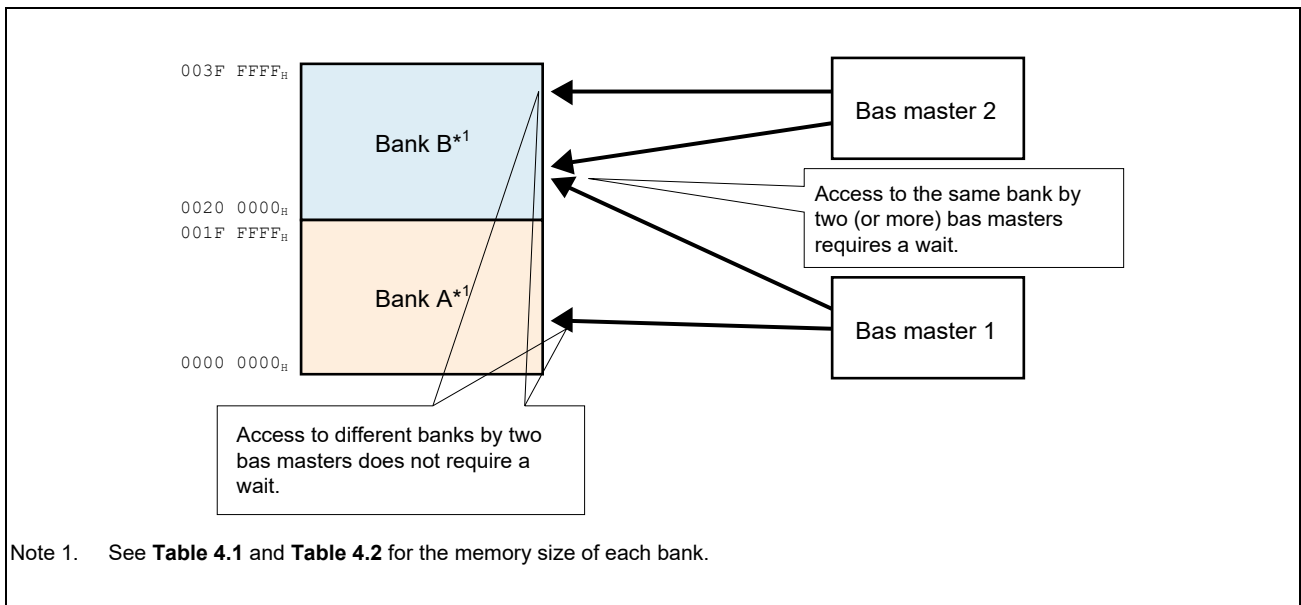 003F FFFFH
Bank B*1
0020 0000H
001F FFFFH
Bank A*1
0000 0000H
Bas master 2
Access to the same bank by
two (or more) bas masters
requires a wait.
Bas master 1
Access to different banks by two
bas masters does not require a
wait.
Note 1. See Table 4.1 and Table 4.2 for the memory size of each bank.